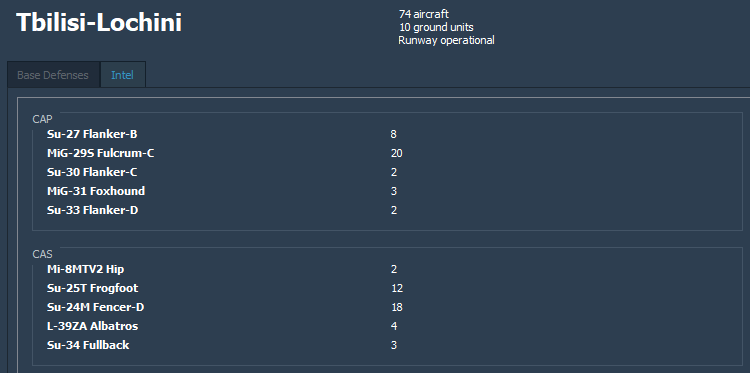 Tbilisi-Lochini
74 aircraft
10 ground units
Runway operational
Base Defenses Intel
CAP
Su-27 Flanker-B 8
MiG-29S Fulcrum-C 20
Su-30 Flanker-C 2
MiG-31 Foxhound 3
Su-33 Flanker-D 2
CAS
Mi-8MTV2 Hip 2
Su-25T Frogfoot 12
Su-24M Fencer-D 18
L-39ZA Albatros 4
Su-34 Fullback 3